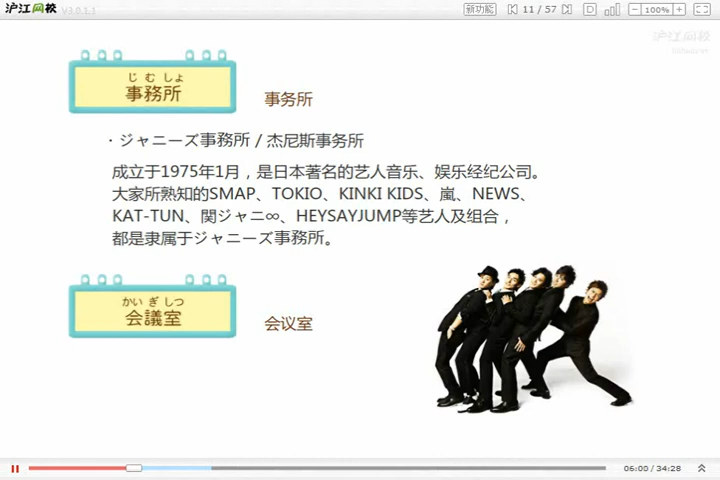 沪江网校 V3.0.1.1
新功能
11 / 57
D
100%
沪江网校
じ む しょ
事務所
事务所
・ジャニーズ事務所 / 杰尼斯事务所
成立于1975年1月，是日本著名的艺人音乐、娱乐经纪公司。
大家所熟知的SMAP、TOKIO、KINKI KIDS、嵐、NEWS、
KAT-TUN、関ジャニ∞、HEYSAYJUMP等艺人及组合，
都是隶属于ジャニーズ事務所。
かい ぎ しつ
会議室
会议室
06:00 / 34:28